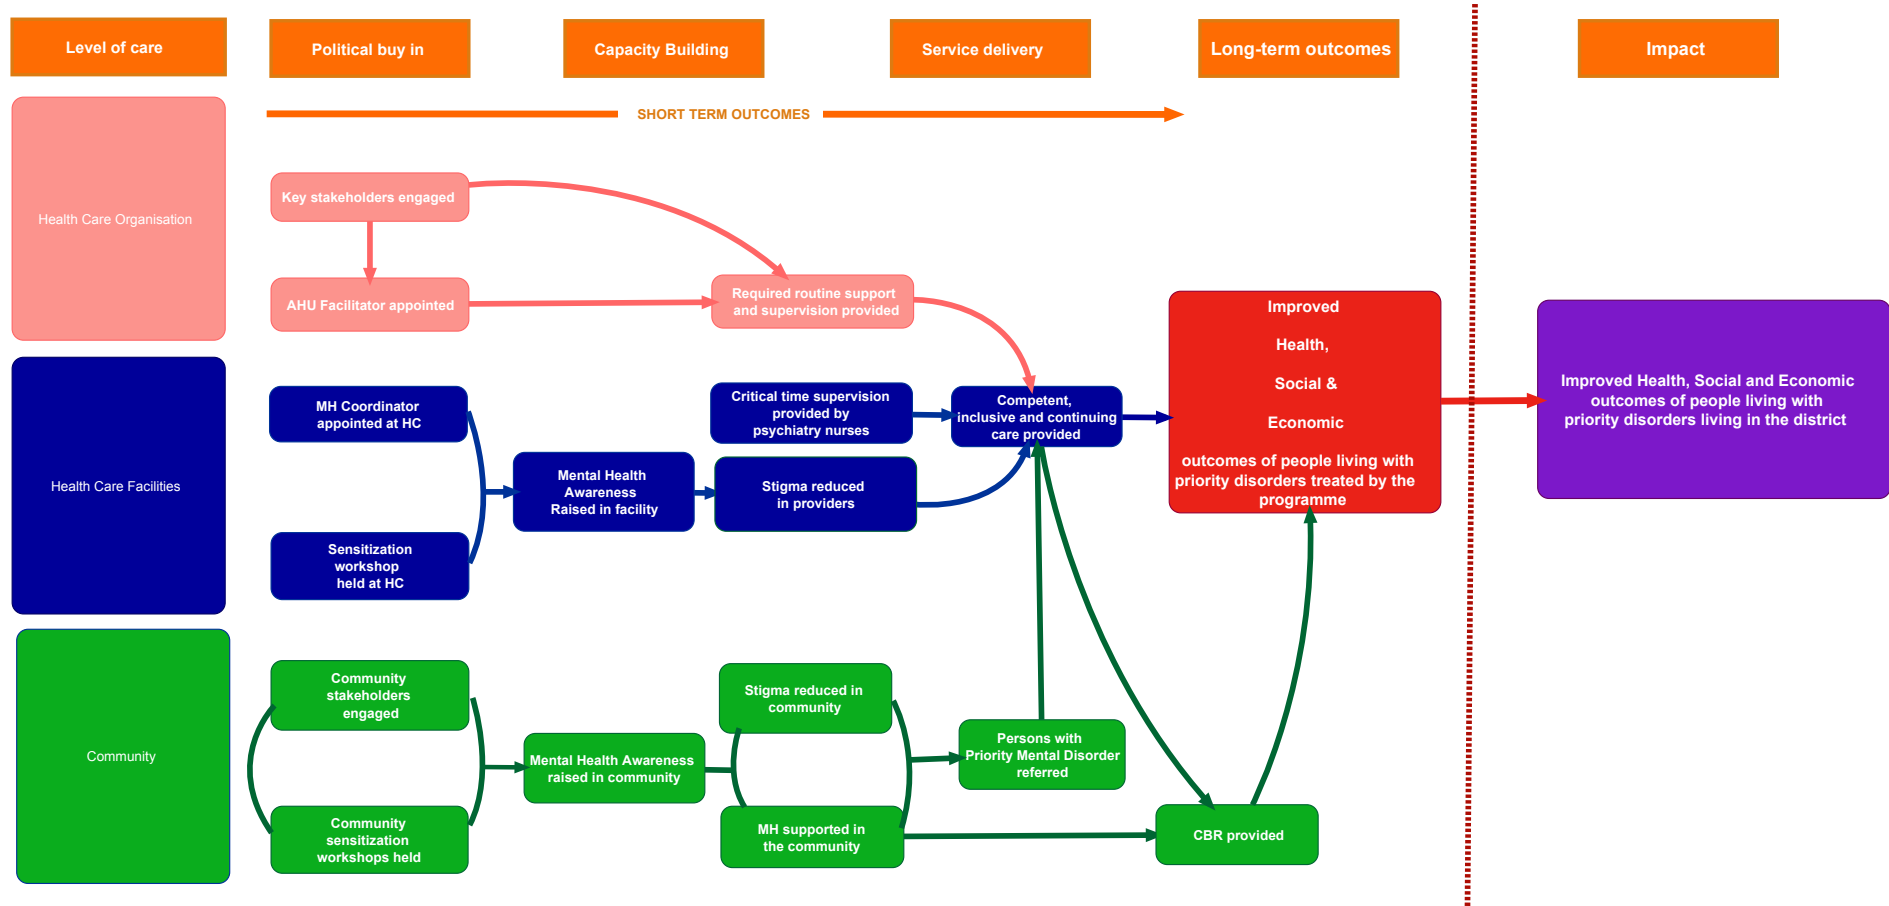 Level of care
Political buy in
Capacity Building
Service delivery
Long-term outcomes
Impact
SHORT TERM OUTCOMES
Health Care Organisation
Key stakeholders engaged
AHU Facilitator appointed
Required routine support
and supervision provided
Health Care Facilities
MH Coordinator
appointed at HC
Sensitization
workshop
held at HC
Mental Health
Awareness
Raised in facility
Critical time supervision
provided by
psychiatry nurses
Stigma reduced
in providers
Competent,
inclusive and continuing
care provided
Improved
Health,
Social &
Economic
outcomes of people living with
priority disorders treated by the
programme
Improved Health, Social and Economic
outcomes of people living with
priority disorders living in the district
Community
Community
stakeholders
engaged
Community
sensitization
workshops held
Mental Health Awareness
raised in community
Stigma reduced in
community
MH supported in
the community
Persons with
Priority Mental Disorder
referred
CBR provided